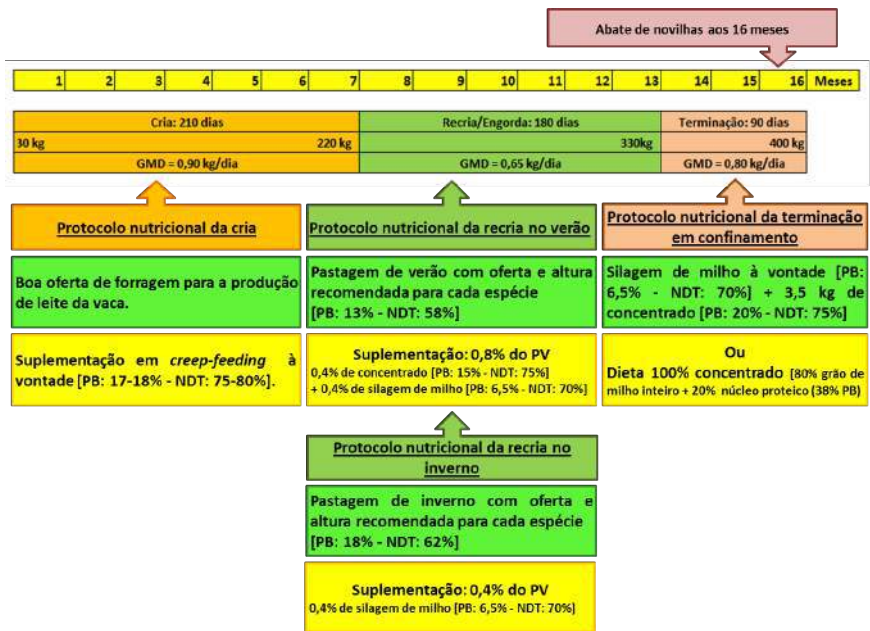 Abate de novilhas aos 16 meses
1 2 3 4 5 6 7 8 9 10 11 12 13 14 15 16 Meses
Cria: 210 dias Recria/Engorda: 180 dias Terminação: 90 dias
30 kg 220 kg 330kg 400 kg
GMD = 0,90 kg/dia GMD = 0,65 kg/dia GMD = 0,80 kg/dia
Protocolo nutricional da cria
Boa oferta de forragem para a produção
de leite da vaca.
Suplementação em creep-feeding à
vontade [PB: 17-18% - NDT: 75-80%].
Protocolo nutricional da recria no verão
Pastagem de verão com oferta e altura
recomendada para cada espécie
[PB: 13% - NDT: 58%]
Suplementação: 0,8% do PV
0,4% de concentrado [PB: 15% - NDT: 75%]
+ 0,4% de silagem de milho [PB: 6,5% - NDT: 70%]
Protocolo nutricional da terminação
em confinamento
Silagem de milho à vontade [PB:
6,5% - NDT: 70%] + 3,5 kg de
concentrado [PB: 20% - NDT: 75%]
Ou
Dieta 100% concentrado [80% grão de
milho inteiro + 20% núcleo proteico (38% PB)
Protocolo nutricional da recria no
inverno
Pastagem de inverno com oferta e
altura recomendada para cada espécie
[PB: 18% - NDT: 62%]
Suplementação: 0,4% do PV
0,4% de silagem de milho [PB: 6,5% - NDT: 70%]